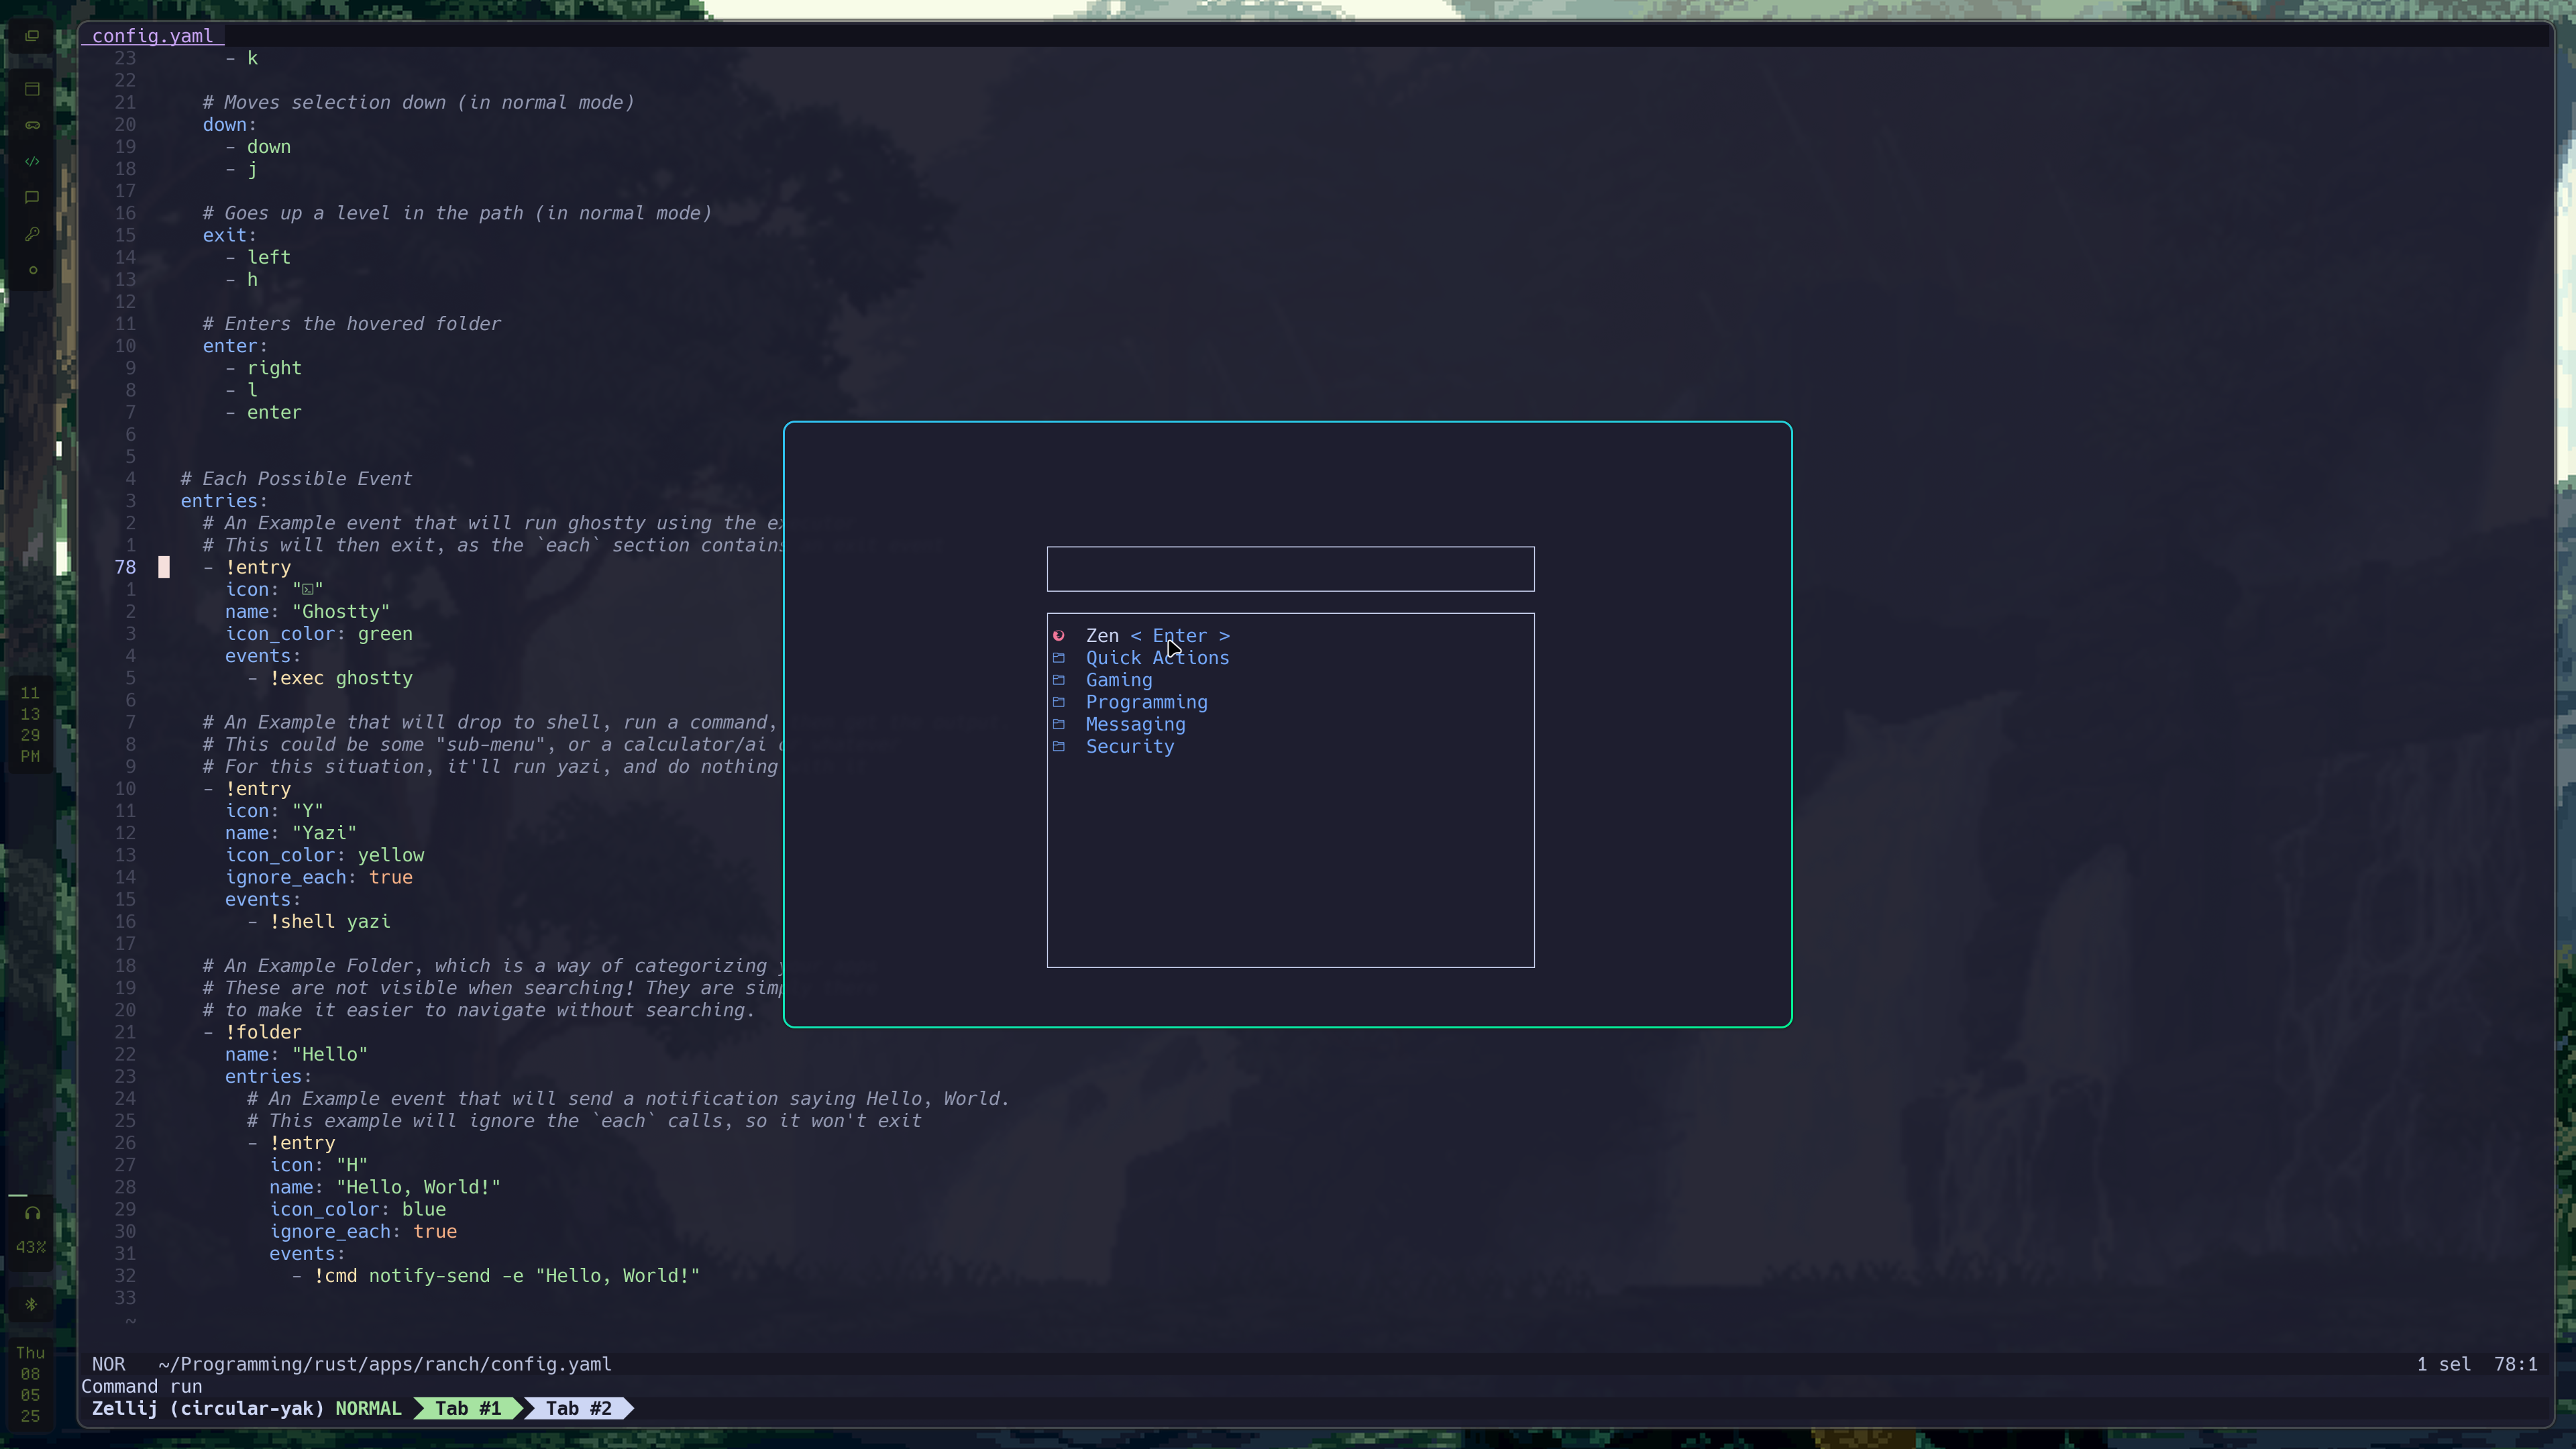 config.yaml
23 - k
22
21 # Moves selection down (in normal mode)
20 down:
19 - down
18 - j
17
16 # Goes up a level in the path (in normal mode)
15 exit:
14 - left
13 - h
12
11 # Enters the hovered folder
10 enter:
9 - right
8 - l
7 - enter
6
5
4 # Each Possible Event
3 entries:
2 # An Example event that will run ghostty using the
1 # This will then exit, as the `each` section contains
78 - !entry
1 icon: ""
2 name: "Ghostty"
3 icon_color: green
4 events:
5 - !exec ghostty
6
7 # An Example that will drop to shell, run a command,
8 # This could be some "sub-menu", or a calculator/ai
9 # For this situation, it'll run yazi, and do nothing
10 - !entry
11 icon: "Y"
12 name: "Yazi"
13 icon_color: yellow
14 ignore_each: true
15 events:
16 - !shell yazi
17
18 # An Example Folder, which is a way of categorizing
19 # These are not visible when searching! They are
20 # to make it easier to navigate without searching.
21 - !folder
22 name: "Hello"
23 entries:
24 # An Example event that will send a notification saying Hello, World.
25 # This example will ignore the `each` calls, so it won't exit
26 - !entry
27 icon: "H"
28 name: "Hello, World!"
29 icon_color: blue
30 ignore_each: true
31 events:
32 - !cmd notify-send -e "Hello, World!"
33
~
NOR ~/Programming/rust/apps/ranch/config.yaml 1 sel 78:1
Command run
Zellij (circular-yak) NORMAL Tab #1 Tab #2
Zen < Enter >
Quick Actions
Gaming
Programming
Messaging
Security
11
13
29
PM
43%
Thu
08
05
25